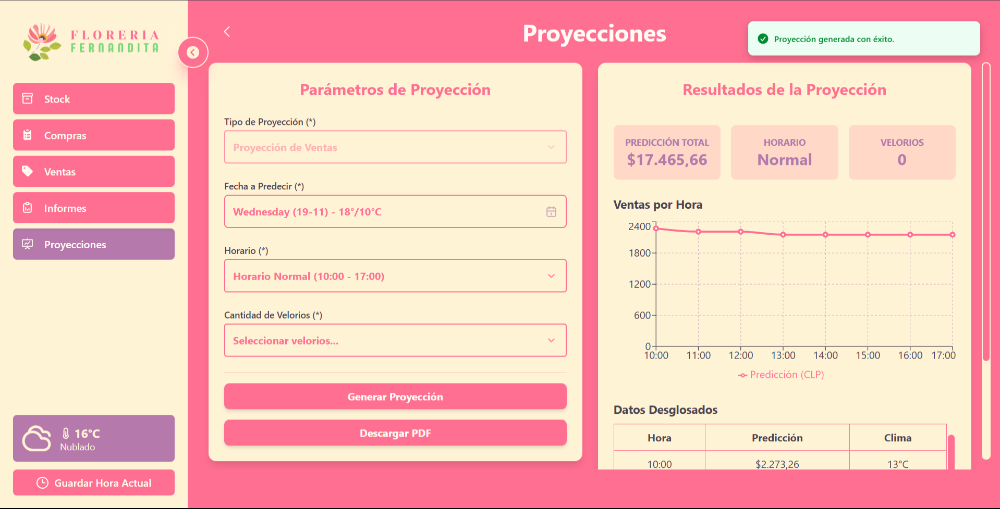 FLORERÍA
FERNANDITA
Stock
Compras
Ventas
Informes
Proyecciones
16°C
Nublado
Guardar Hora Actual
Proyecciones
Proyección generada con éxito.
Parámetros de Proyección
Tipo de Proyección (*)
Proyección de Ventas
Fecha a Predecir (*)
Wednesday (19-11) - 18°/10°C
Horario (*)
Horario Normal (10:00 - 17:00)
Cantidad de Velorios (*)
Seleccionar velorios...
Generar Proyección
Descargar PDF
Resultados de la Proyección
PREDICCIÓN TOTAL
$17.465,66
HORARIO
Normal
VELORIOS
0
Ventas por Hora
2400
1800
1200
600
0
10:00 11:00 12:00 13:00 14:00 15:00 16:00 17:00
Predicción (CLP)
Datos Desglosados
Hora Predicción Clima
10:00 $2.273,26 13°C